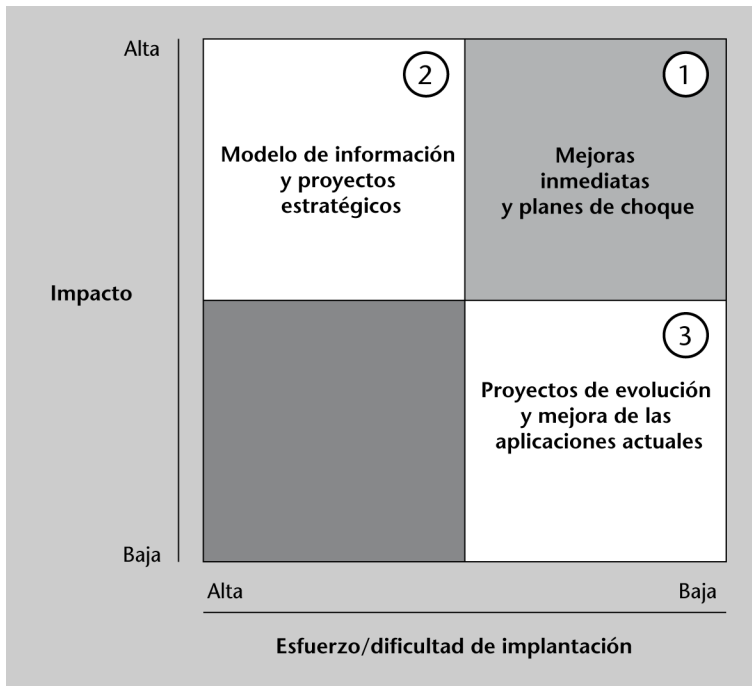 Alta
2
1
Modelo de información
y proyectos
estratégicos
Mejoras
inmediatas
y planes de choque
Impacto
3
Proyectos de evolución
y mejora de las
aplicaciones actuales
Baja
Alta
Baja
Esfuerzo/dificultad de implantación